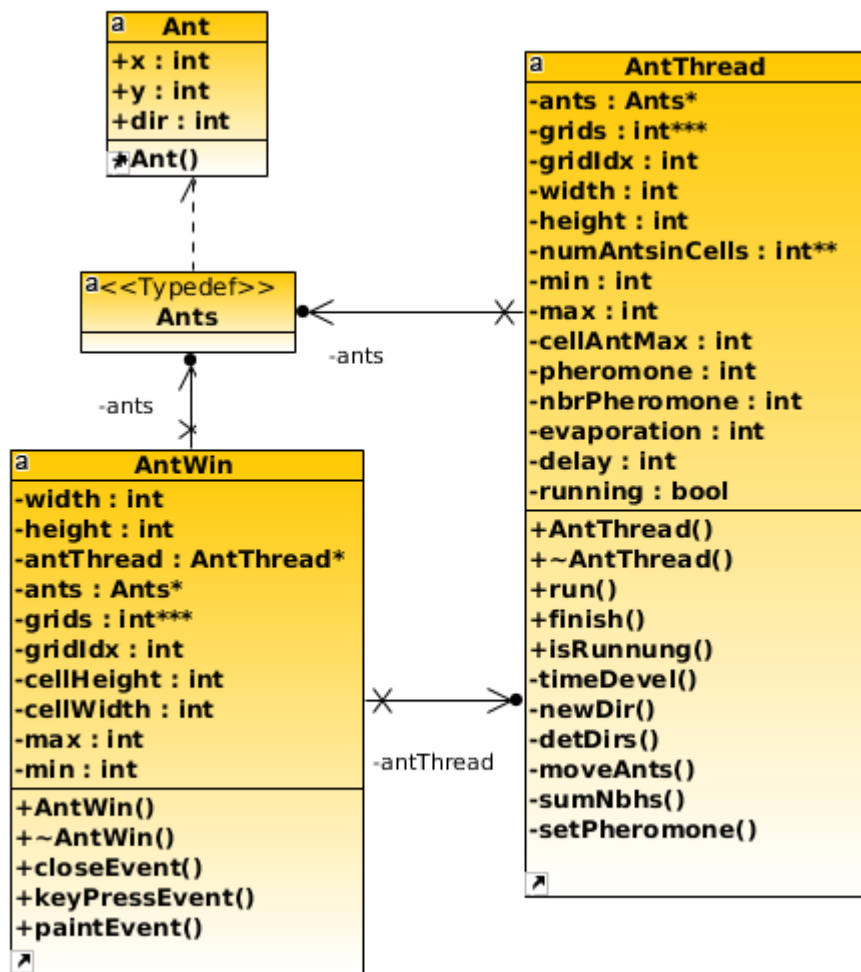 a
Ant
+x : int
+y : int
+dir : int
+Ant()
a
<<Typedef>>
Ants
-ants
-ants
a
AntWin
-width : int
-height : int
-antThread : AntThread*
-ants : Ants*
-grids : int***
-gridIdx : int
-cellHeight : int
-cellWidth : int
-max : int
-min : int
+AntWin()
+~AntWin()
+closeEvent()
+keyPressEvent()
+paintEvent()
-antThread
a
AntThread
-ants : Ants*
-grids : int***
-gridIdx : int
-width : int
-height : int
-numAntsinCells : int**
-min : int
-max : int
-cellAntMax : int
-pheromone : int
-nbrPheromone : int
-evaporation : int
-delay : int
-running : bool
+AntThread()
+~AntThread()
+run()
+finish()
+isRunnung()
-timeDevel()
-newDir()
-detDirs()
-moveAnts()
-sumNbhs()
-setPheromone()